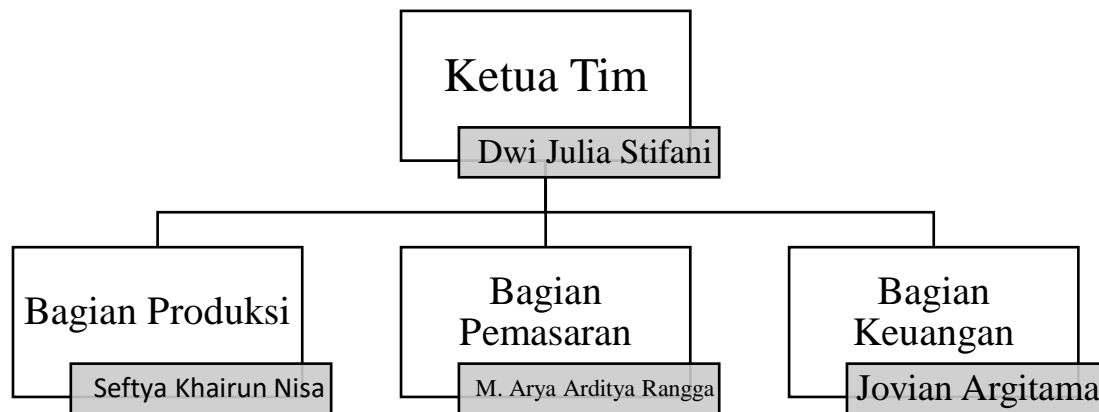 Ketua Tim
Dwi Julia Stifani
Bagian Produksi
Seftya Khairun Nisa
Bagian
Pemasaran
M. Arya Arditya Rangga
Bagian
Keuangan
Jovian Argitama